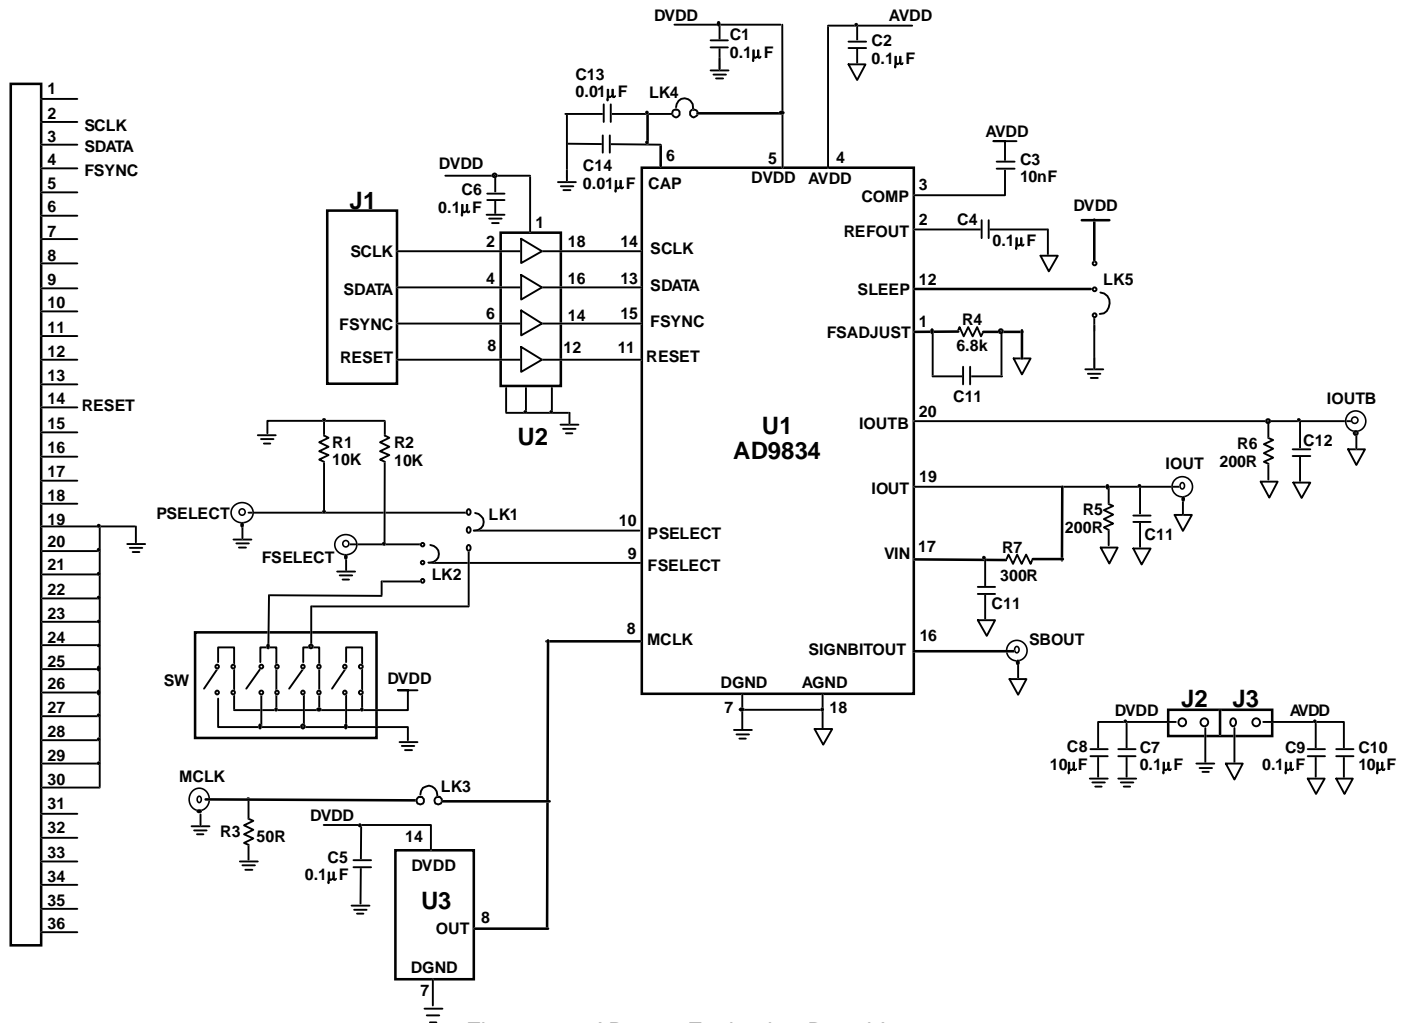 DVDD
C1
0.1µF
AVDD
C2
0.1µF
C13
0.01µF
LK4
C14
0.01µF
6
5
4
CAP
DVDD
AVDD
AVDD
C3
10nF
COMP
3
REFOUT
2
C4
0.1µF
DVDD
SLEEP
12
LK5
FSADJUST
1
R4
6.8k
C11
IOUTB
20
R6
200R
C12
IOUTB
IOUT
19
R5
200R
C11
IOUT
VIN
17
R7
300R
C11
SIGNBITOUT
16
SBOUT
U1
AD9834
14
SCLK
13
SDATA
15
FSYNC
11
RESET
10
PSELECT
9
FSELECT
8
MCLK
DGND
AGND
7
18
1
2
SCLK
3
SDATA
4
FSYNC
5
6
7
8
9
10
11
12
13
14
RESET
15
16
17
18
19
20
21
22
23
24
25
26
27
28
29
30
31
32
33
34
35
36
DVDD
C6
0.1µF
J1
SCLK
SDATA
FSYNC
RESET
1
2
18
4
16
6
14
8
12
U2
R1
10K
R2
10K
PSELECT
LK1
FSELECT
LK2
SW
DVDD
MCLK
LK3
R3
50R
DVDD
C5
0.1µF
14
DVDD
U3
OUT
8
DGND
7
DVDD
J2
J3
AVDD
C8
10µF
C7
0.1µF
C9
0.1µF
C10
10µF